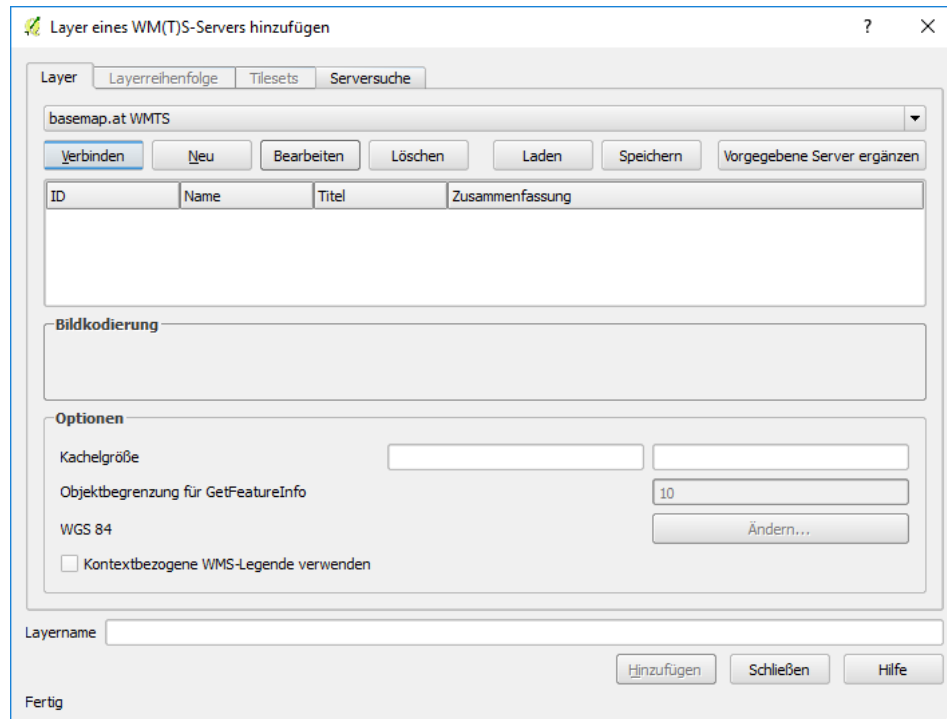 Layer eines WM(T)S-Servers hinzufügen ?
Layer Layerreihenfolge Tilesets Serversuche
basemap.at WMTS
Verbinden Neu Bearbeiten Löschen Laden Speichern Vorgegebene Server ergänzen
ID Name Titel Zusammenfassung
Bildkodierung
Optionen
Kachelgröße
Objektbegrenzung für GetFeatureInfo 10
WGS 84 Ändern...
Kontextbezogene WMS-Legende verwenden
Layername
Hinzufügen Schließen Hilfe
Fertig